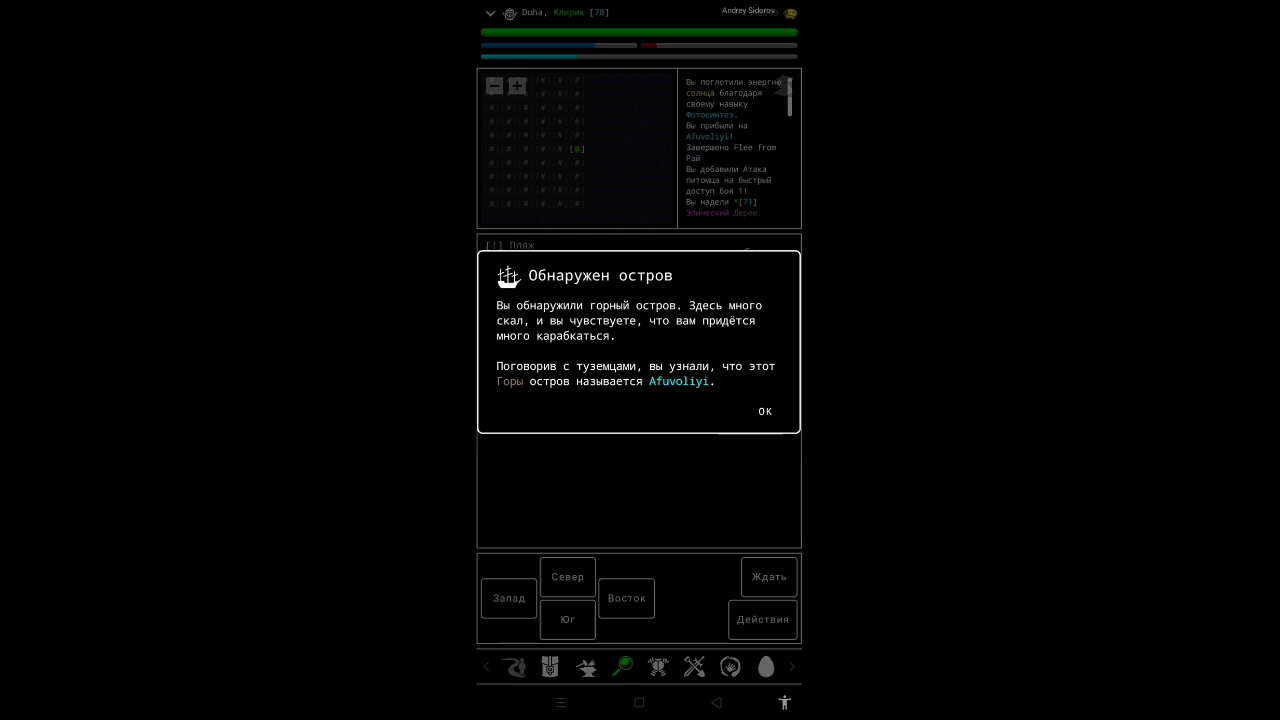 Duha, Клирик [78]
Andrey Sidorov
Вы поглотили энергию
солнца благодаря
своему навыку
Фотосинтез.
Вы прибыли на
Afuvoliyi!
Завершено Flee from
Рай
Вы добавили Атака
питомца на быстрый
доступ боя 1!
Вы надели *[71]
Эпический Дерев.
[@]
[!] Пляж
Обнаружен остров
Вы обнаружили горный остров. Здесь много
скал, и вы чувствуете, что вам придётся
много карабкаться.
Поговорив с туземцами, вы узнали, что этот
Горы остров называется Afuvoliyi.
OK
Север
Ждать
Запад
Восток
Юг
Действия